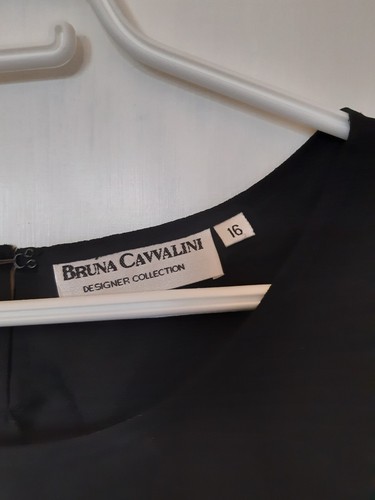 BRUNA CAVVALINI
DESIGNER COLLECTION
16